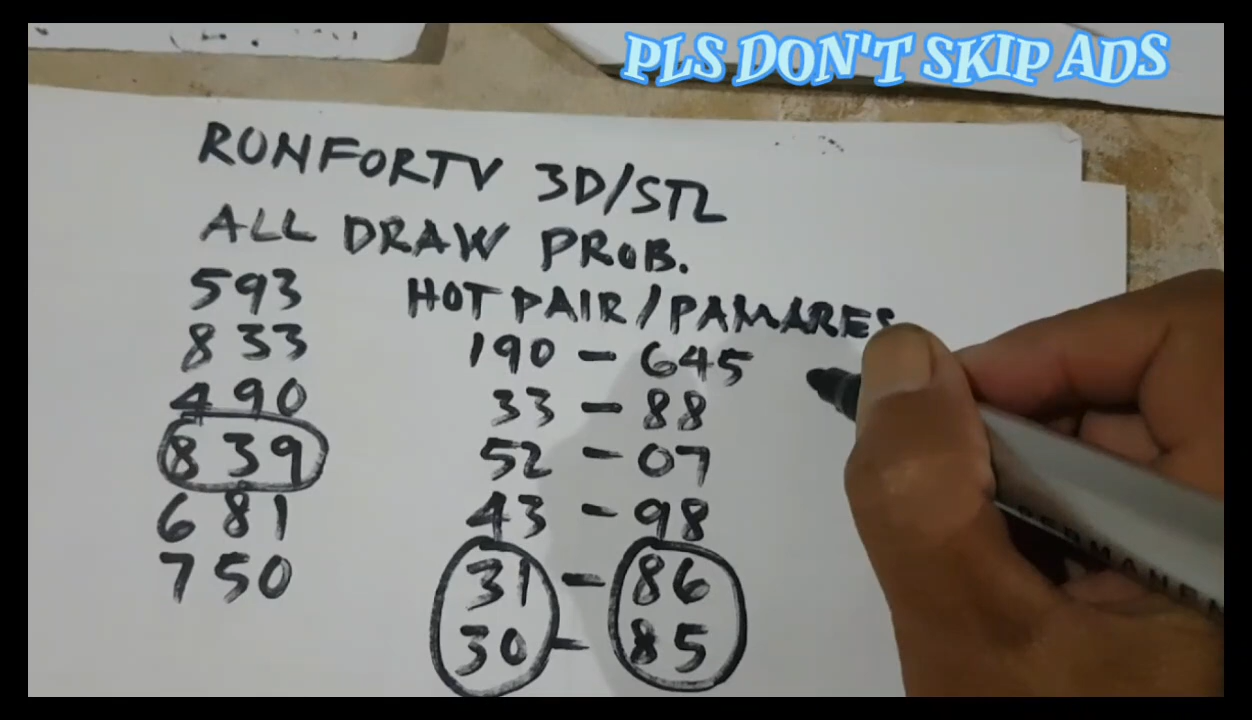 PLS DON'T SKIP ADS
RONFORTV 3D/STL
ALL DRAW PROB.
593
833
490
839
681
750
HOT PAIR/PAMARES
190 - 645
33 - 88
52 - 07
43 - 98
31 - 86
30 - 85